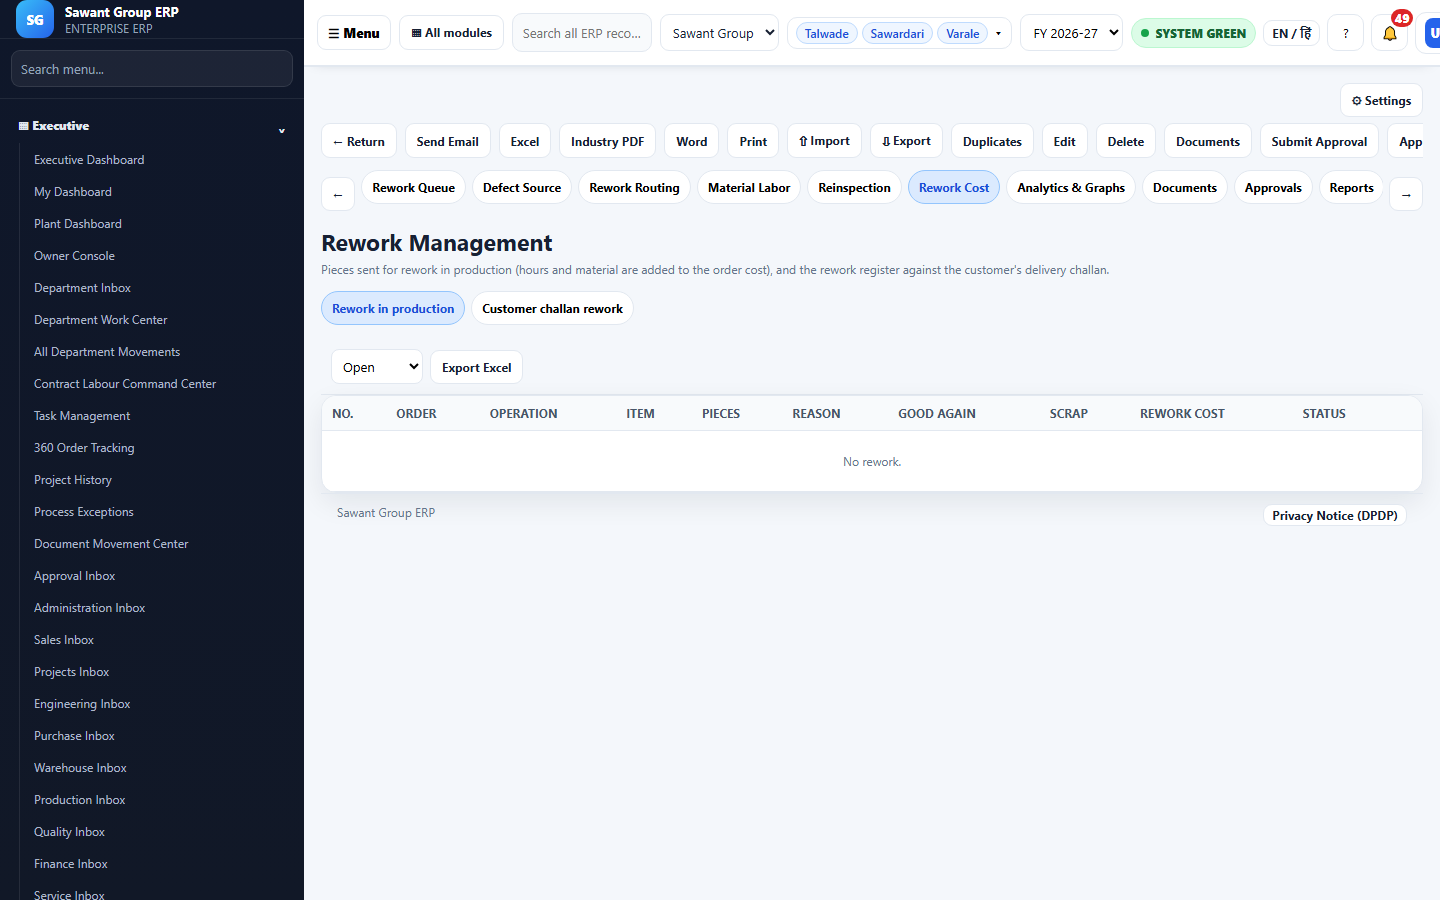 SG
Sawant Group ERP
ENTERPRISE ERP
Search menu...
Executive
Executive Dashboard
My Dashboard
Plant Dashboard
Owner Console
Department Inbox
Department Work Center
All Department Movements
Contract Labour Command Center
Task Management
360 Order Tracking
Project History
Process Exceptions
Document Movement Center
Approval Inbox
Administration Inbox
Sales Inbox
Projects Inbox
Engineering Inbox
Purchase Inbox
Warehouse Inbox
Production Inbox
Quality Inbox
Finance Inbox
Service Inbox
☰ Menu
All modules
Search all ERP reco...
Sawant Group
Talwade Sawardari Varale
FY 2026-27
SYSTEM GREEN
EN / हिं
?
49
U
⚙ Settings
← Return Send Email Excel Industry PDF Word Print ⇧ Import ⇩ Export Duplicates Edit Delete Documents Submit Approval App
← Rework Queue Defect Source Rework Routing Material Labor Reinspection Rework Cost Analytics & Graphs Documents Approvals Reports →
Rework Management
Pieces sent for rework in production (hours and material are added to the order cost), and the rework register against the customer's delivery challan.
Rework in production Customer challan rework
Open Export Excel
NO. ORDER OPERATION ITEM PIECES REASON GOOD AGAIN SCRAP REWORK COST STATUS
No rework.
Sawant Group ERP
Privacy Notice (DPDP)